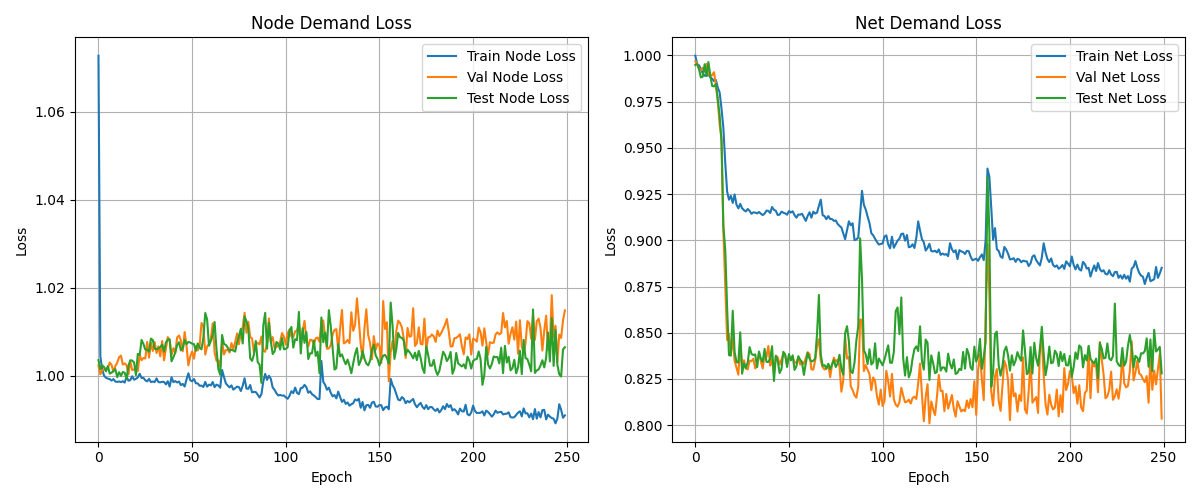 Node Demand Loss
Train Node Loss
Val Node Loss
Test Node Loss
1.06
1.04
1.02
1.00
Loss
0
50
100
150
200
250
Epoch
Net Demand Loss
Train Net Loss
Val Net Loss
Test Net Loss
1.000
0.975
0.950
0.925
0.900
0.875
0.850
0.825
0.800
Loss
0
50
100
150
200
250
Epoch